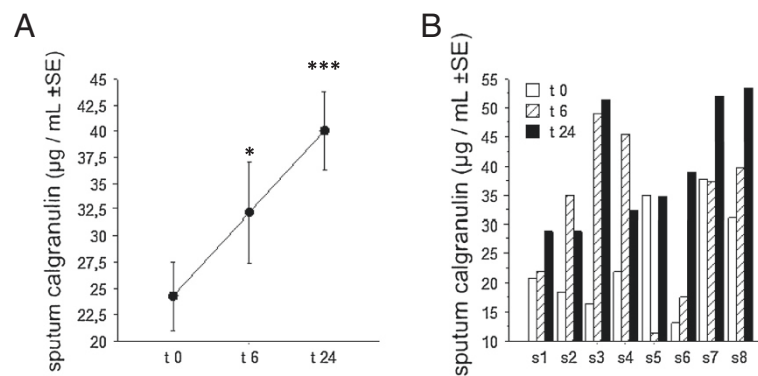 A
sputum calgranulin (µg / mL ±SE)
45
42,5
40
37,5
35
32,5
30
27,5
25
22,5
20
*
***
t 0
t 6
t 24
B
sputum calgranulin (µg / mL ±SE)
55
50
45
40
35
30
25
20
15
10
t 0
t 6
t 24
s1
s2
s3
s4
s5
s6
s7
s8